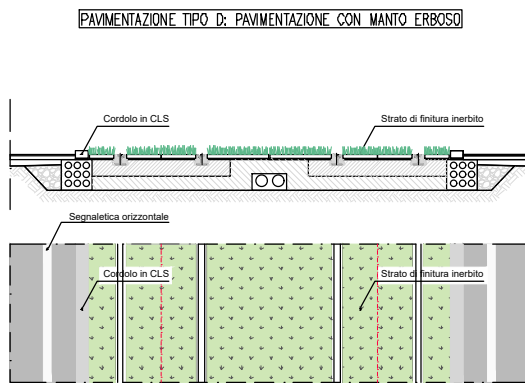 PAVIMENTAZIONE TIPO D: PAVIMENTAZIONE CON MANTO ERBOSO
Cordolo in CLS
Strato di finitura inerbito
Segnaletica orizzontale
Cordolo in CLS
Strato di finitura inerbito